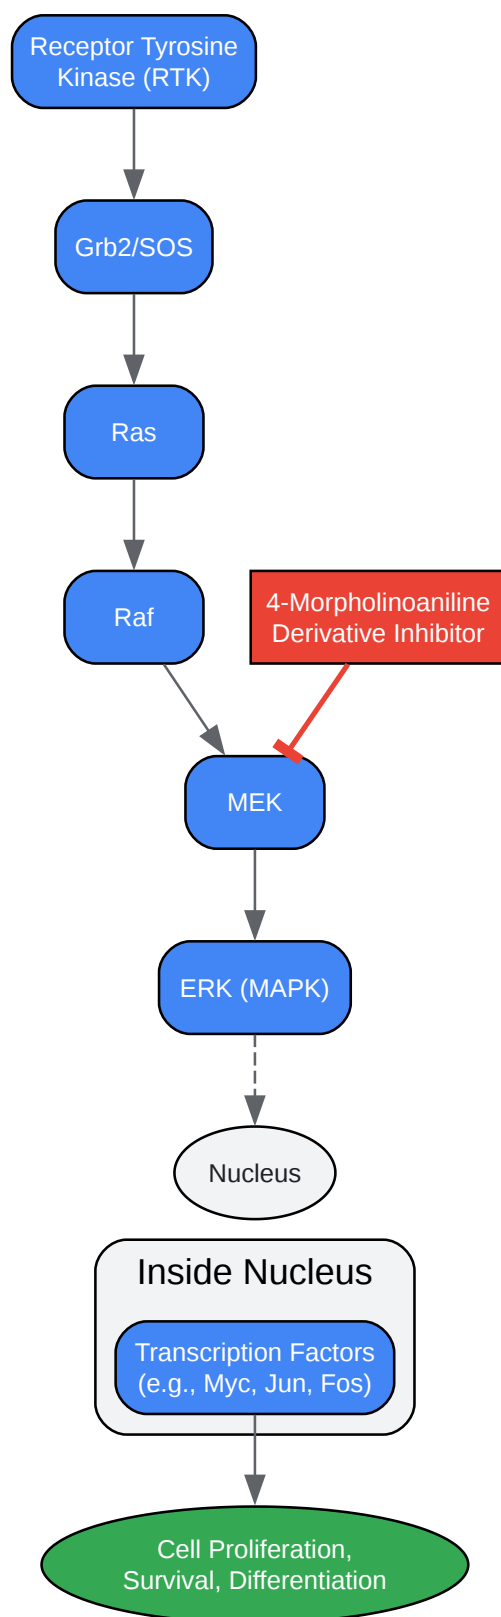 Receptor Tyrosine
Kinase (RTK)
Grb2/SOS
Ras
Raf
4-Morpholinoaniline
Derivative Inhibitor
MEK
ERK (MAPK)
Nucleus
Inside Nucleus
Transcription Factors
(e.g., Myc, Jun, Fos)
Cell Proliferation,
Survival, Differentiation